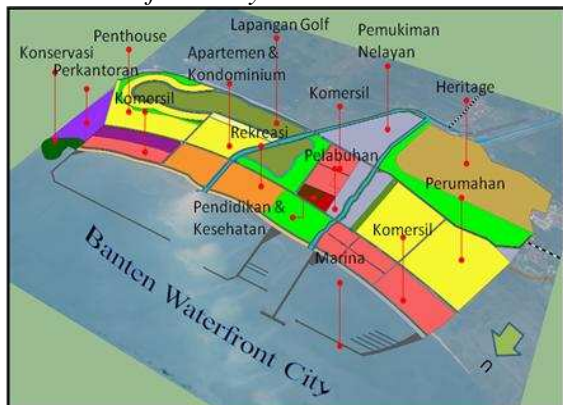 Lapangan Golf
Penthouse
Pemukiman
Nelayan
Konservasi
Perkantoran
Apartemen &
Kondominium
Heritage
Komersil
Komersil
Rekreasi
Pelabuhan
Perumahan
Pendidikan &
Kesehatan
Komersil
Marina
Banten Waterfront City
U